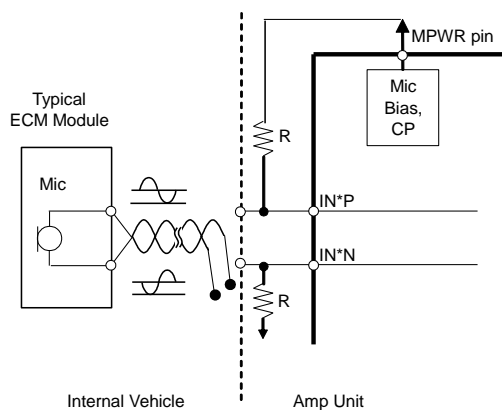 MPWR pin
Typical
ECM Module
Mic
Bias,
CP
R
Mic
IN*P
IN*N
R
Internal Vehicle
Amp Unit